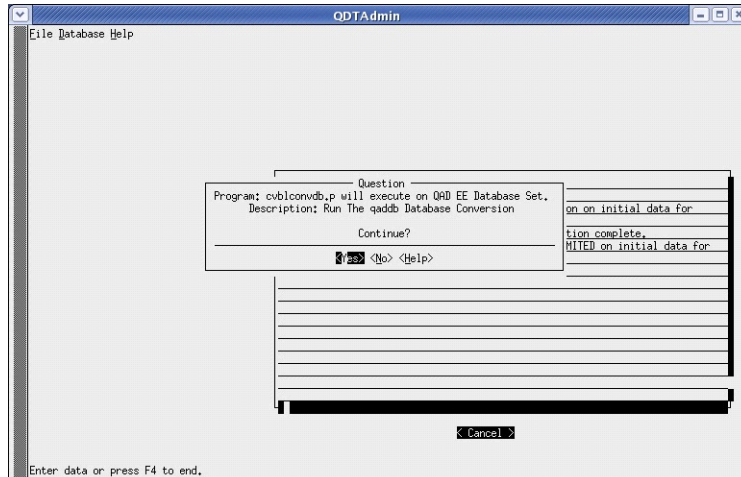 QDTAdmin
File Database Help
Question
Program: cvblconvdb.p will execute on QAD EE Database Set.
Description: Run The qaddb Database Conversion
on on initial data for
Continue?
tion complete.
MITED on initial data for
<Yes> <No> <Help>
< Cancel >
Enter data or press F4 to end.